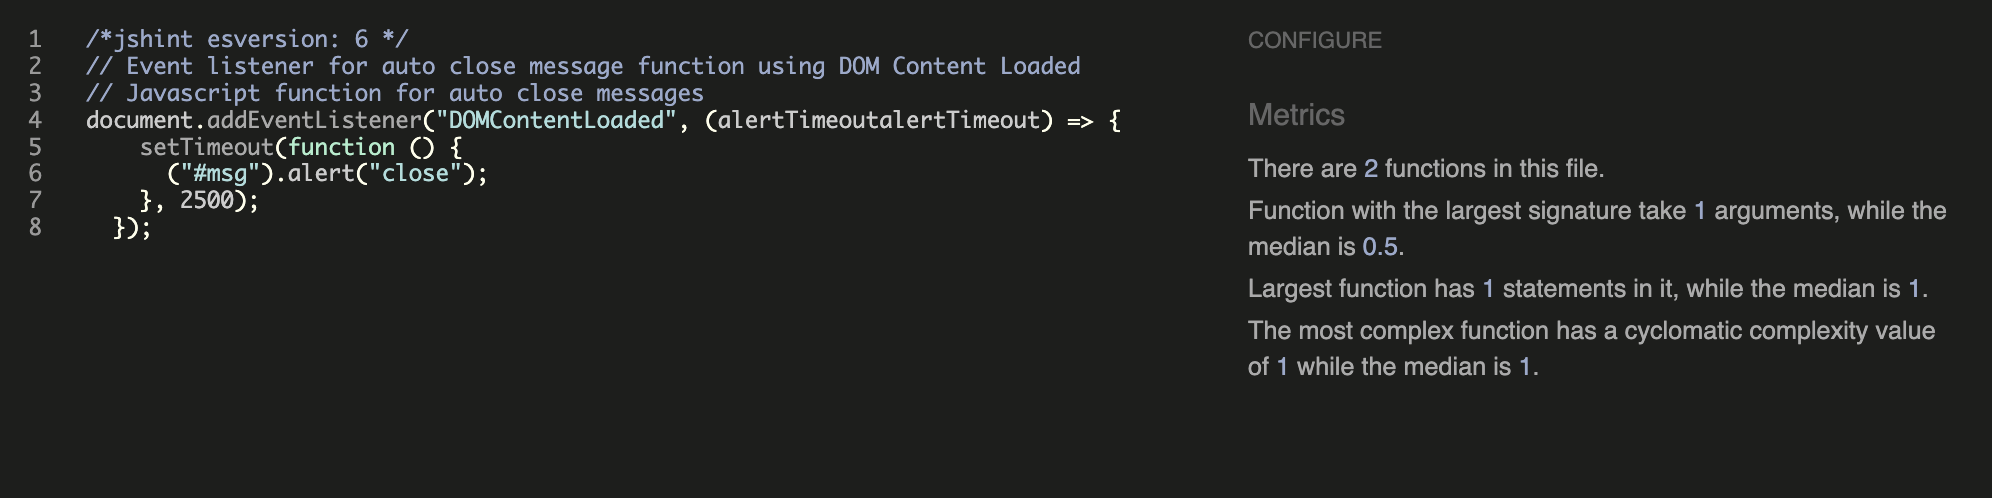 1 /*jshint esversion: 6 */
2 // Event listener for auto close message function using DOM Content Loaded
3 // Javascript function for auto close messages
4 document.addEventListener("DOMContentLoaded", (alertTimeoutalertTimeout) => {
5 setTimeout(function () {
6 ("#msg").alert("close");
7 }, 2500);
8 });
CONFIGURE
Metrics
There are 2 functions in this file.
Function with the largest signature take 1 arguments, while the
median is 0.5.
Largest function has 1 statements in it, while the median is 1.
The most complex function has a cyclomatic complexity value
of 1 while the median is 1.